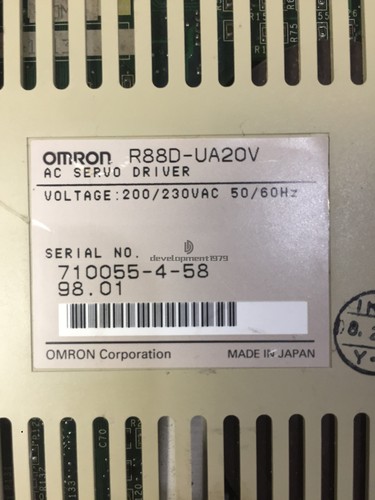 OMRON R88D-UA20V
AC SERVO DRIVER
VOLTAGE:200/230VAC 50/60Hz
SERIAL NO.
development1979
710055-4-58
98.01
OMRON Corporation MADE IN JAPAN
C70